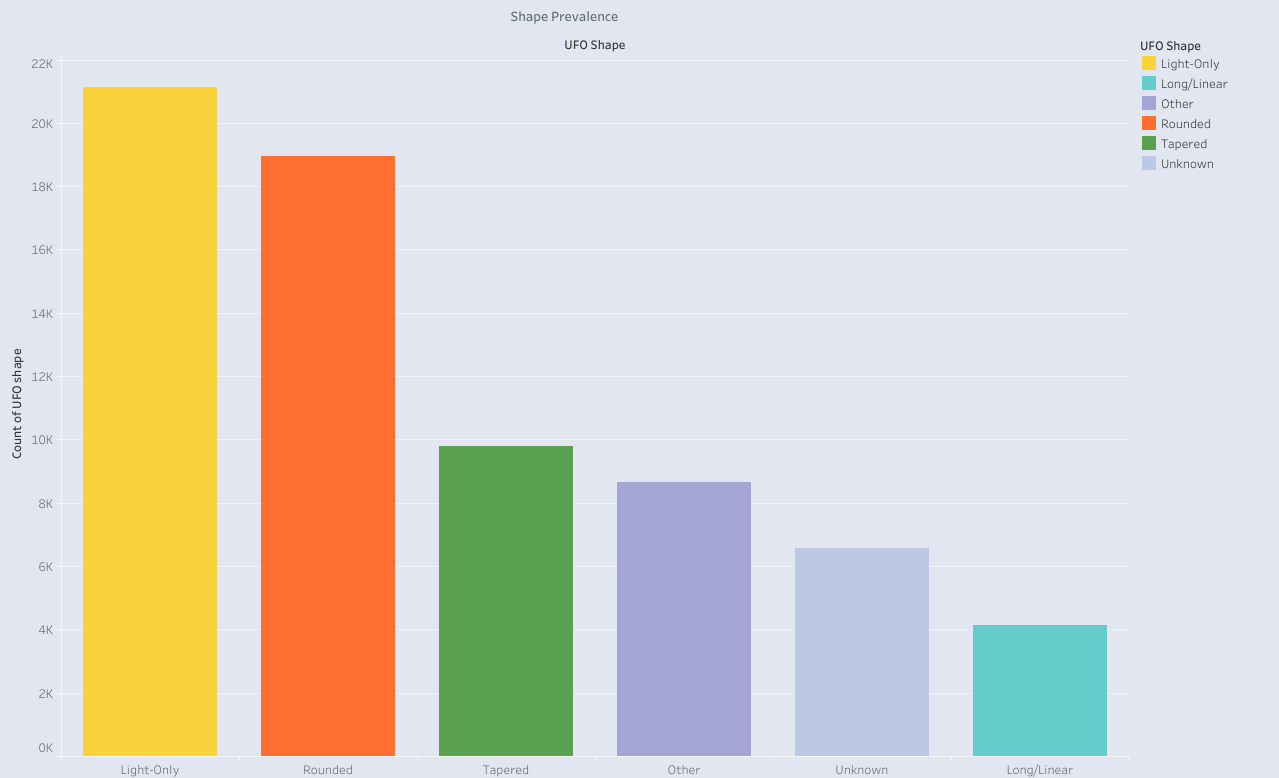 Shape Prevalence
UFO Shape
Count of UFO shape
22K
20K
18K
16K
14K
12K
10K
8K
6K
4K
2K
0K
Light-Only
Rounded
Tapered
Other
Unknown
Long/Linear
UFO Shape
Light-Only
Long/Linear
Other
Rounded
Tapered
Unknown